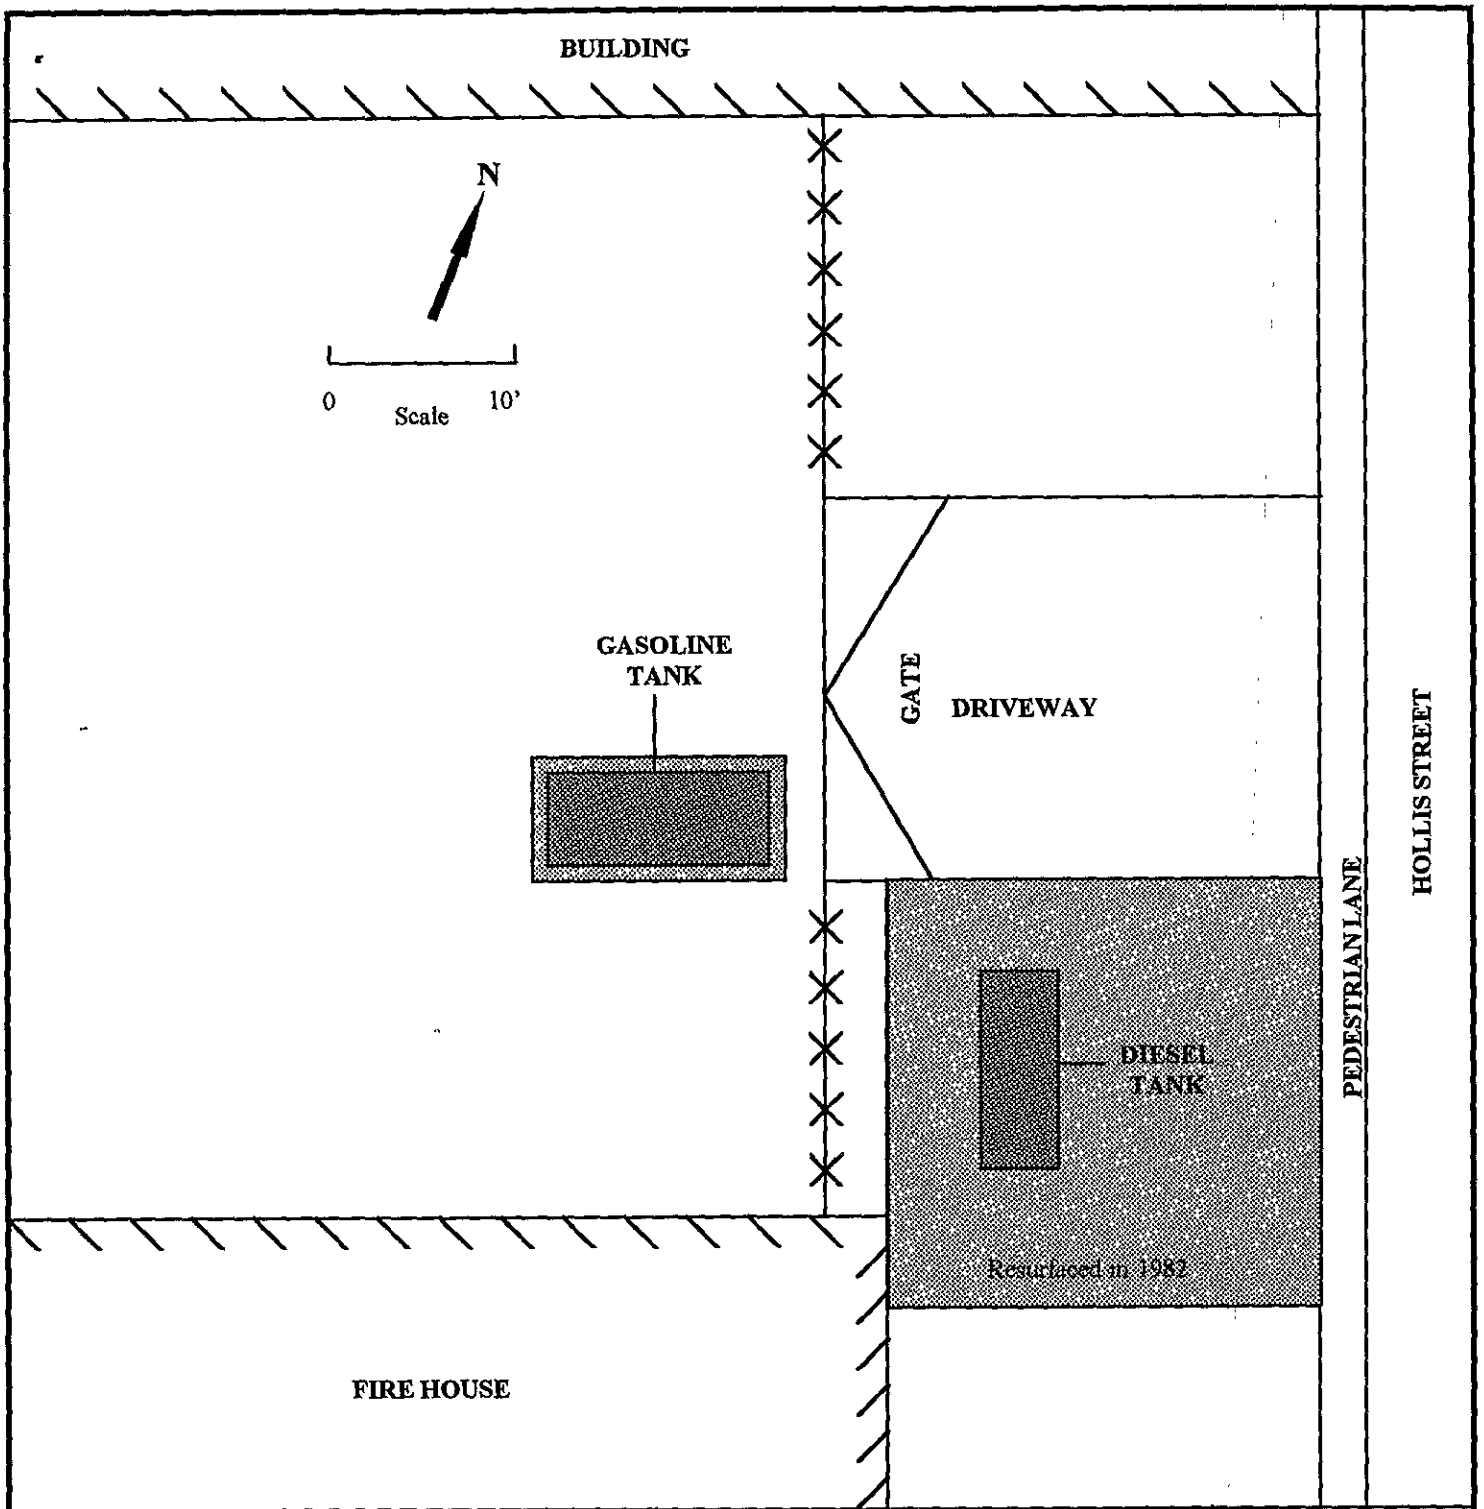 BUILDING
N
0 10'
Scale
GASOLINE
TANK
GATE
DRIVEWAY
HOLLIS STREET
PEDESTRIAN LANE
DIESEL
TANK
Resurfaced in 1982
FIRE HOUSE